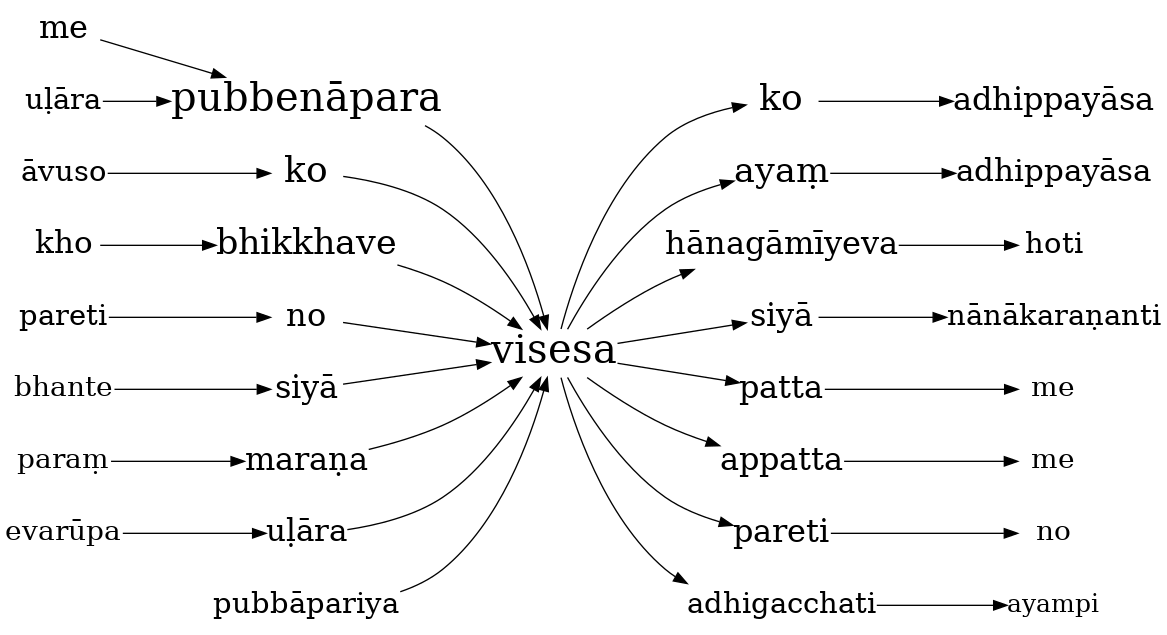 me
uḷāra pubbenāpara ko adhippayāsa
āvuso ko ayaṃ adhippayāsa
kho bhikkhave hānagāmīyeva hoti
pareti no siyā nānākaraṇanti
visesa
bhante siyā patta me
paraṃ maraṇa appatta me
evarūpa uḷāra pareti no
pubbāpariya adhigacchati ayampi